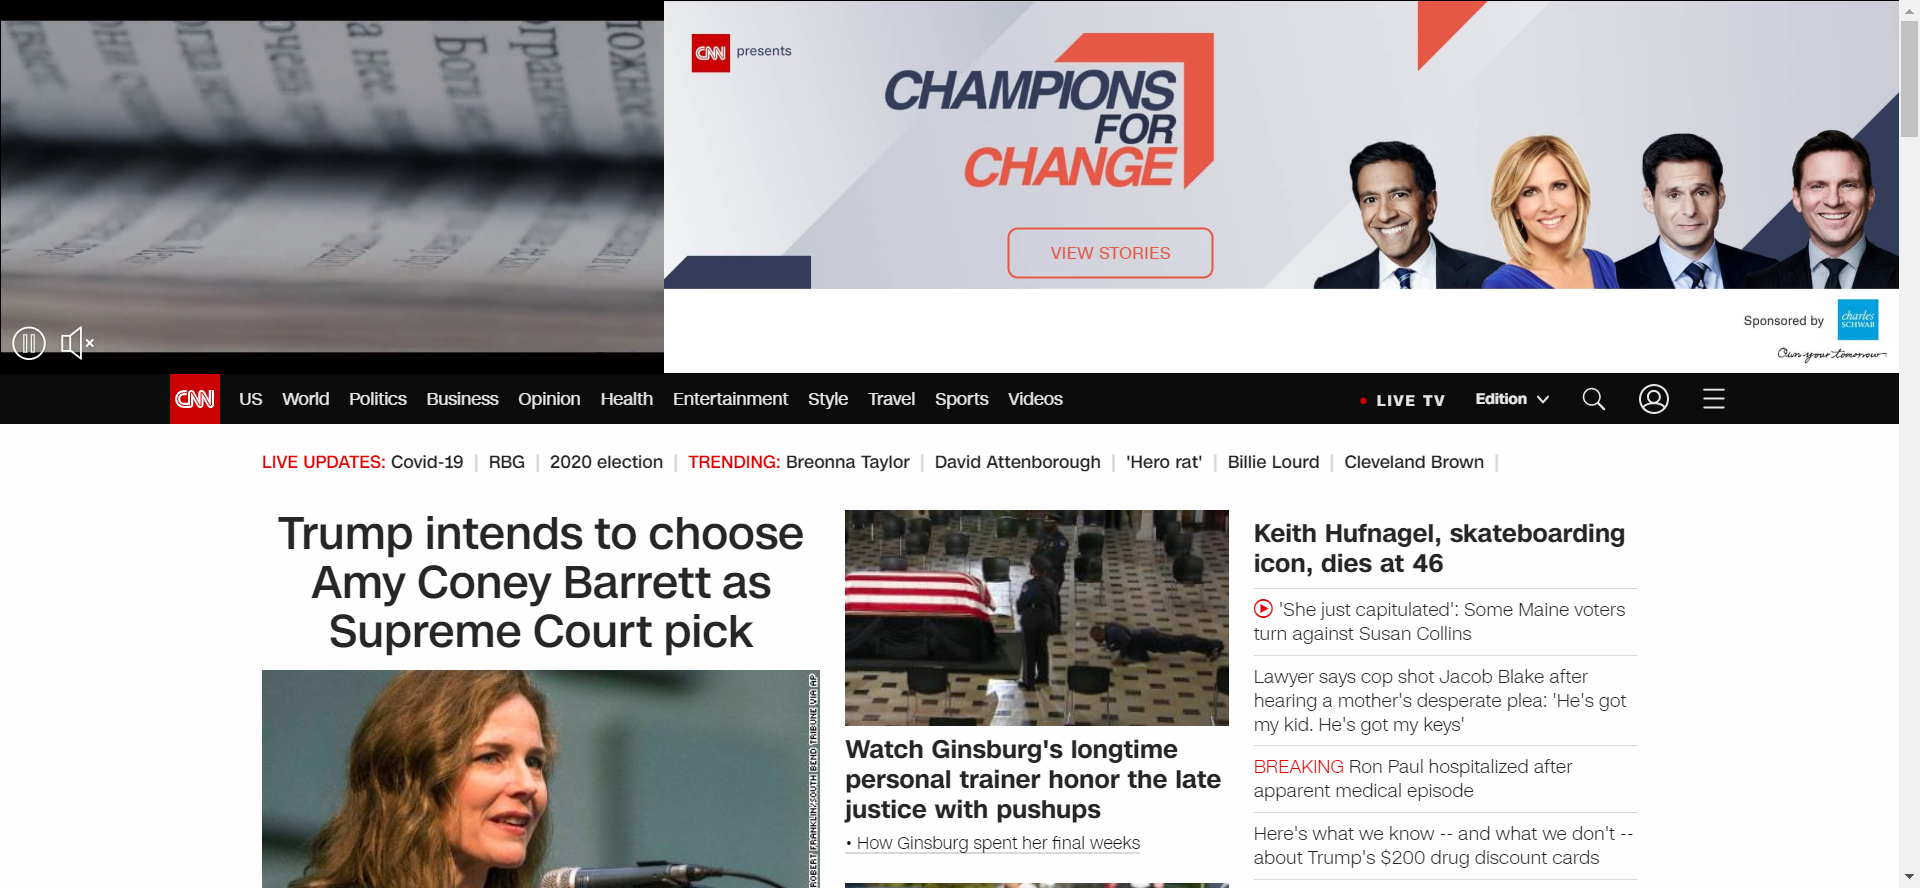 CNN presents
CHAMPIONS
FOR
CHANGE
VIEW STORIES
Sponsored by
charles
SCHWAB
Own your tomorrow
CNN US World Politics Business Opinion Health Entertainment Style Travel Sports Videos LIVE TV Edition
LIVE UPDATES: Covid-19 | RBG | 2020 election | TRENDING: Breonna Taylor | David Attenborough | 'Hero rat' | Billie Lourd | Cleveland Brown |
Trump intends to choose
Amy Coney Barrett as
Supreme Court pick
ROBERT FRANKLIN/SOUTH BEND TRIBUNE VIA AP
Watch Ginsburg's longtime
personal trainer honor the late
justice with pushups
• How Ginsburg spent her final weeks
Keith Hufnagel, skateboarding
icon, dies at 46
'She just capitulated': Some Maine voters
turn against Susan Collins
Lawyer says cop shot Jacob Blake after
hearing a mother's desperate plea: 'He's got
my kid. He's got my keys'
BREAKING Ron Paul hospitalized after
apparent medical episode
Here's what we know -- and what we don't --
about Trump's $200 drug discount cards